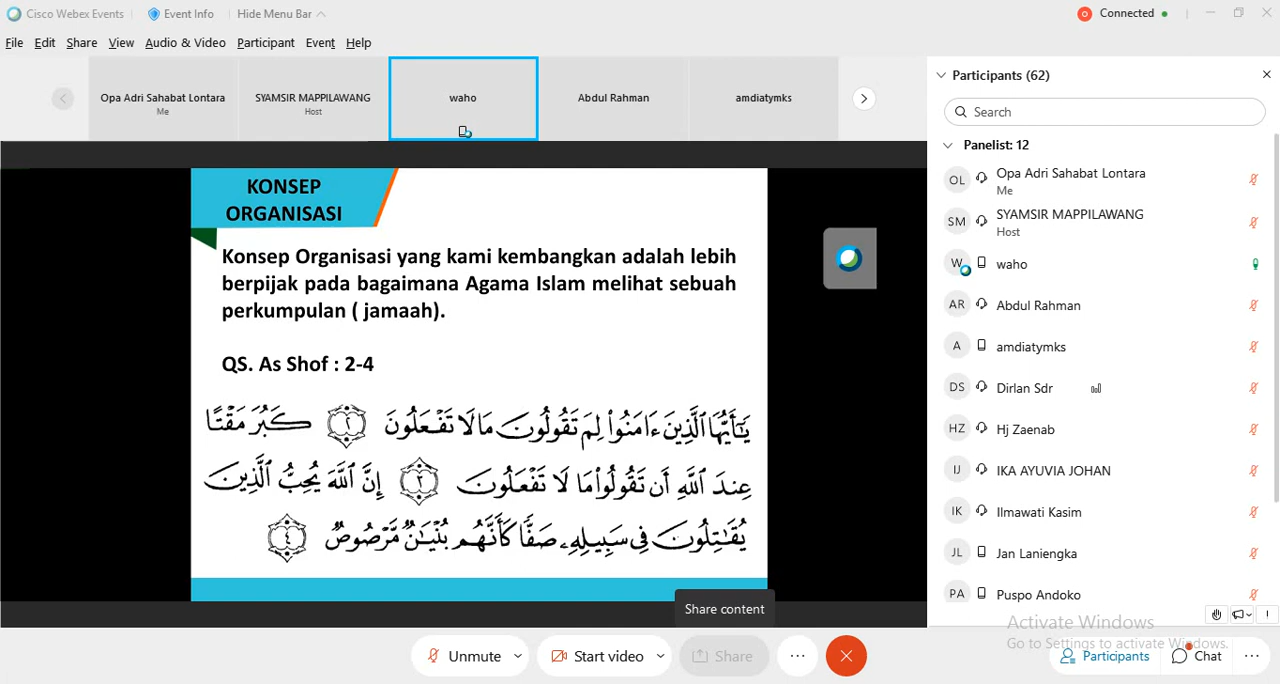 Cisco Webex Events
Event Info
Hide Menu Bar
Connected
File Edit Share View Audio & Video Participant Event Help
Opa Adri Sahabat Lontara
Me
SYAMSIR MAPPILAWANG
Host
waho
Abdul Rahman
amdiatymks
KONSEP
ORGANISASI
Konsep Organisasi yang kami kembangkan adalah lebih
berpijak pada bagaimana Agama Islam melihat sebuah
perkumpulan ( jamaah).
QS. As Shof : 2-4
يَٰٓأَيُّهَا ٱلَّذِينَ ءَامَنُوا۟ لِمَ تَقُولُونَ مَا لَا تَفْعَلُونَ ٢ كَبُرَ مَقْتًا
عِندَ ٱللَّهِ أَن تَقُولُوا۟ مَا لَا تَفْعَلُونَ ٣ إِنَّ ٱللَّهَ يُحِبُّ ٱلَّذِينَ
يُقَٰتِلُونَ فِى سَبِيلِهِۦ صَفًّا كَأَنَّهُم بُنْيَٰنٌ مَّرْصُوصٌ ٤
Share content
Unmute
Start video
Share
Participants (62)
Search
Panelist: 12
OL Opa Adri Sahabat Lontara
Me
SM SYAMSIR MAPPILAWANG
Host
W waho
AR Abdul Rahman
A amdiatymks
DS Dirlan Sdr
HZ Hj Zaenab
IJ IKA AYUVIA JOHAN
IK Ilmawati Kasim
JL Jan Laniengka
PA Puspo Andoko
Activate Windows
Go to Settings to activate Windows.
Participants
Chat